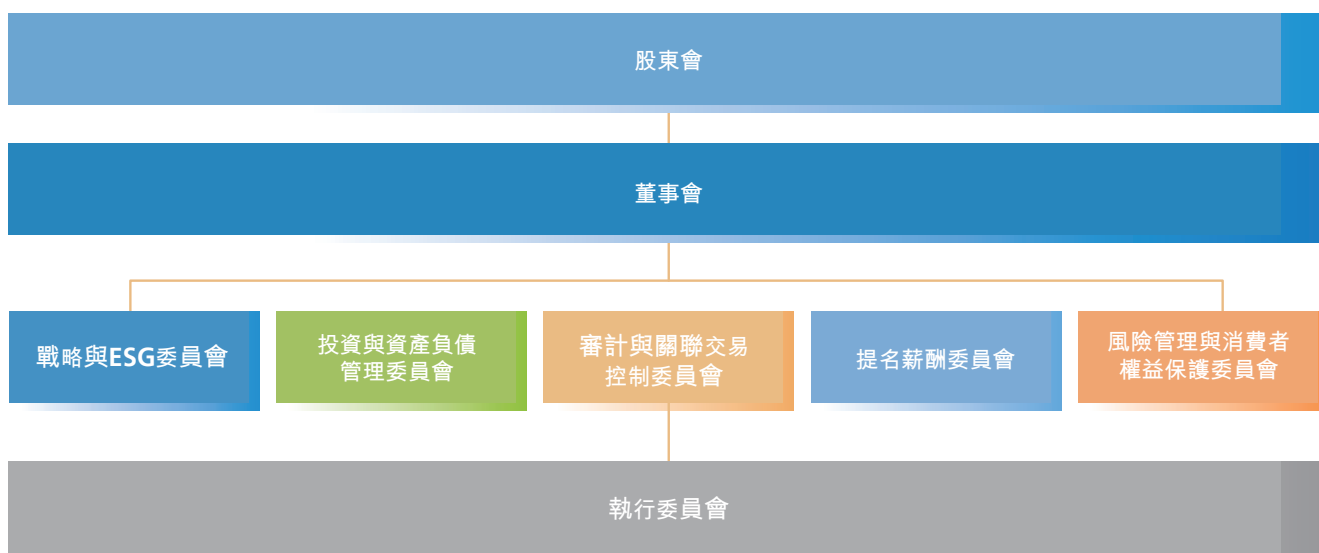 股東會
董事會
戰略與ESG委員會
投資與資產負債
管理委員會
審計與關聯交易
控制委員會
提名薪酬委員會
風險管理與消費者
權益保護委員會
執行委員會